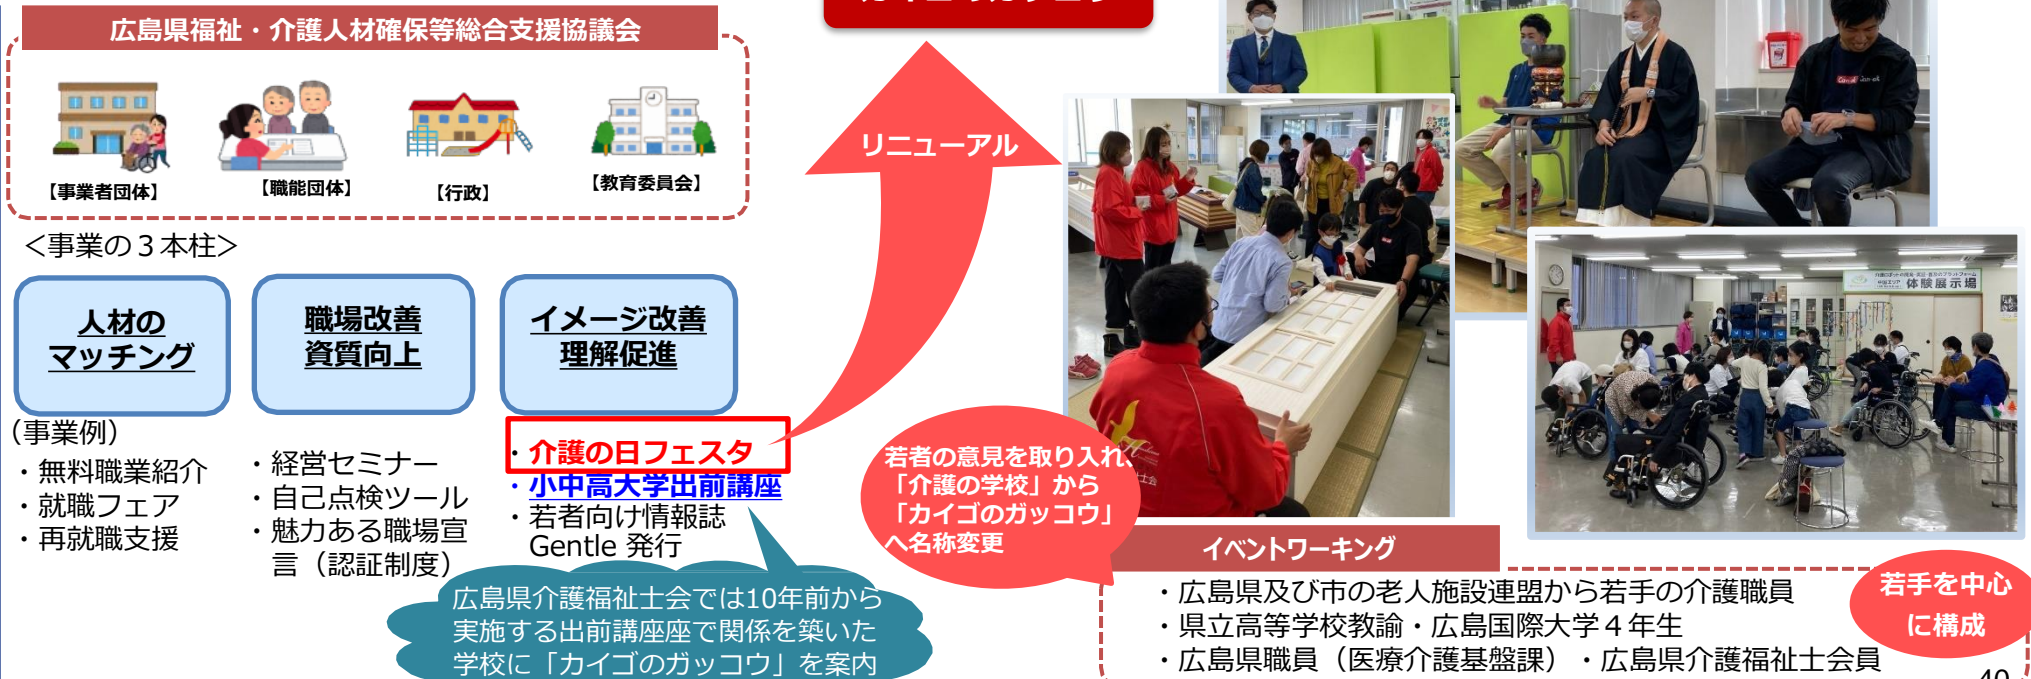 広島県福祉・介護人材確保等総合支援協議会
【事業者団体】
【職能団体】
【行政】
【教育委員会】
＜事業の３本柱＞
人材の
マッチング
職場改善
資質向上
イメージ改善
理解促進
（事業例）
・無料職業紹介
・就職フェア
・再就職支援
・経営セミナー
・自己点検ツール
・魅力ある職場宣
言（認証制度）
・介護の日フェスタ
・小中高大学出前講座
・若者向け情報誌
Gentle 発行
広島県介護福祉士会では10年前から
実施する出前講座座で関係を築いた
学校に「カイゴのガッコウ」を案内
リニューアル
若者の意見を取り入れ、
「介護の学校」から
「カイゴのガッコウ」
へ名称変更
体験展示場
イベントワーキング
・広島県及び市の老人施設連盟から若手の介護職員
・県立高等学校教諭・広島国際大学４年生
・広島県職員（医療介護基盤課）・広島県介護福祉士会員
若手を中心
に構成